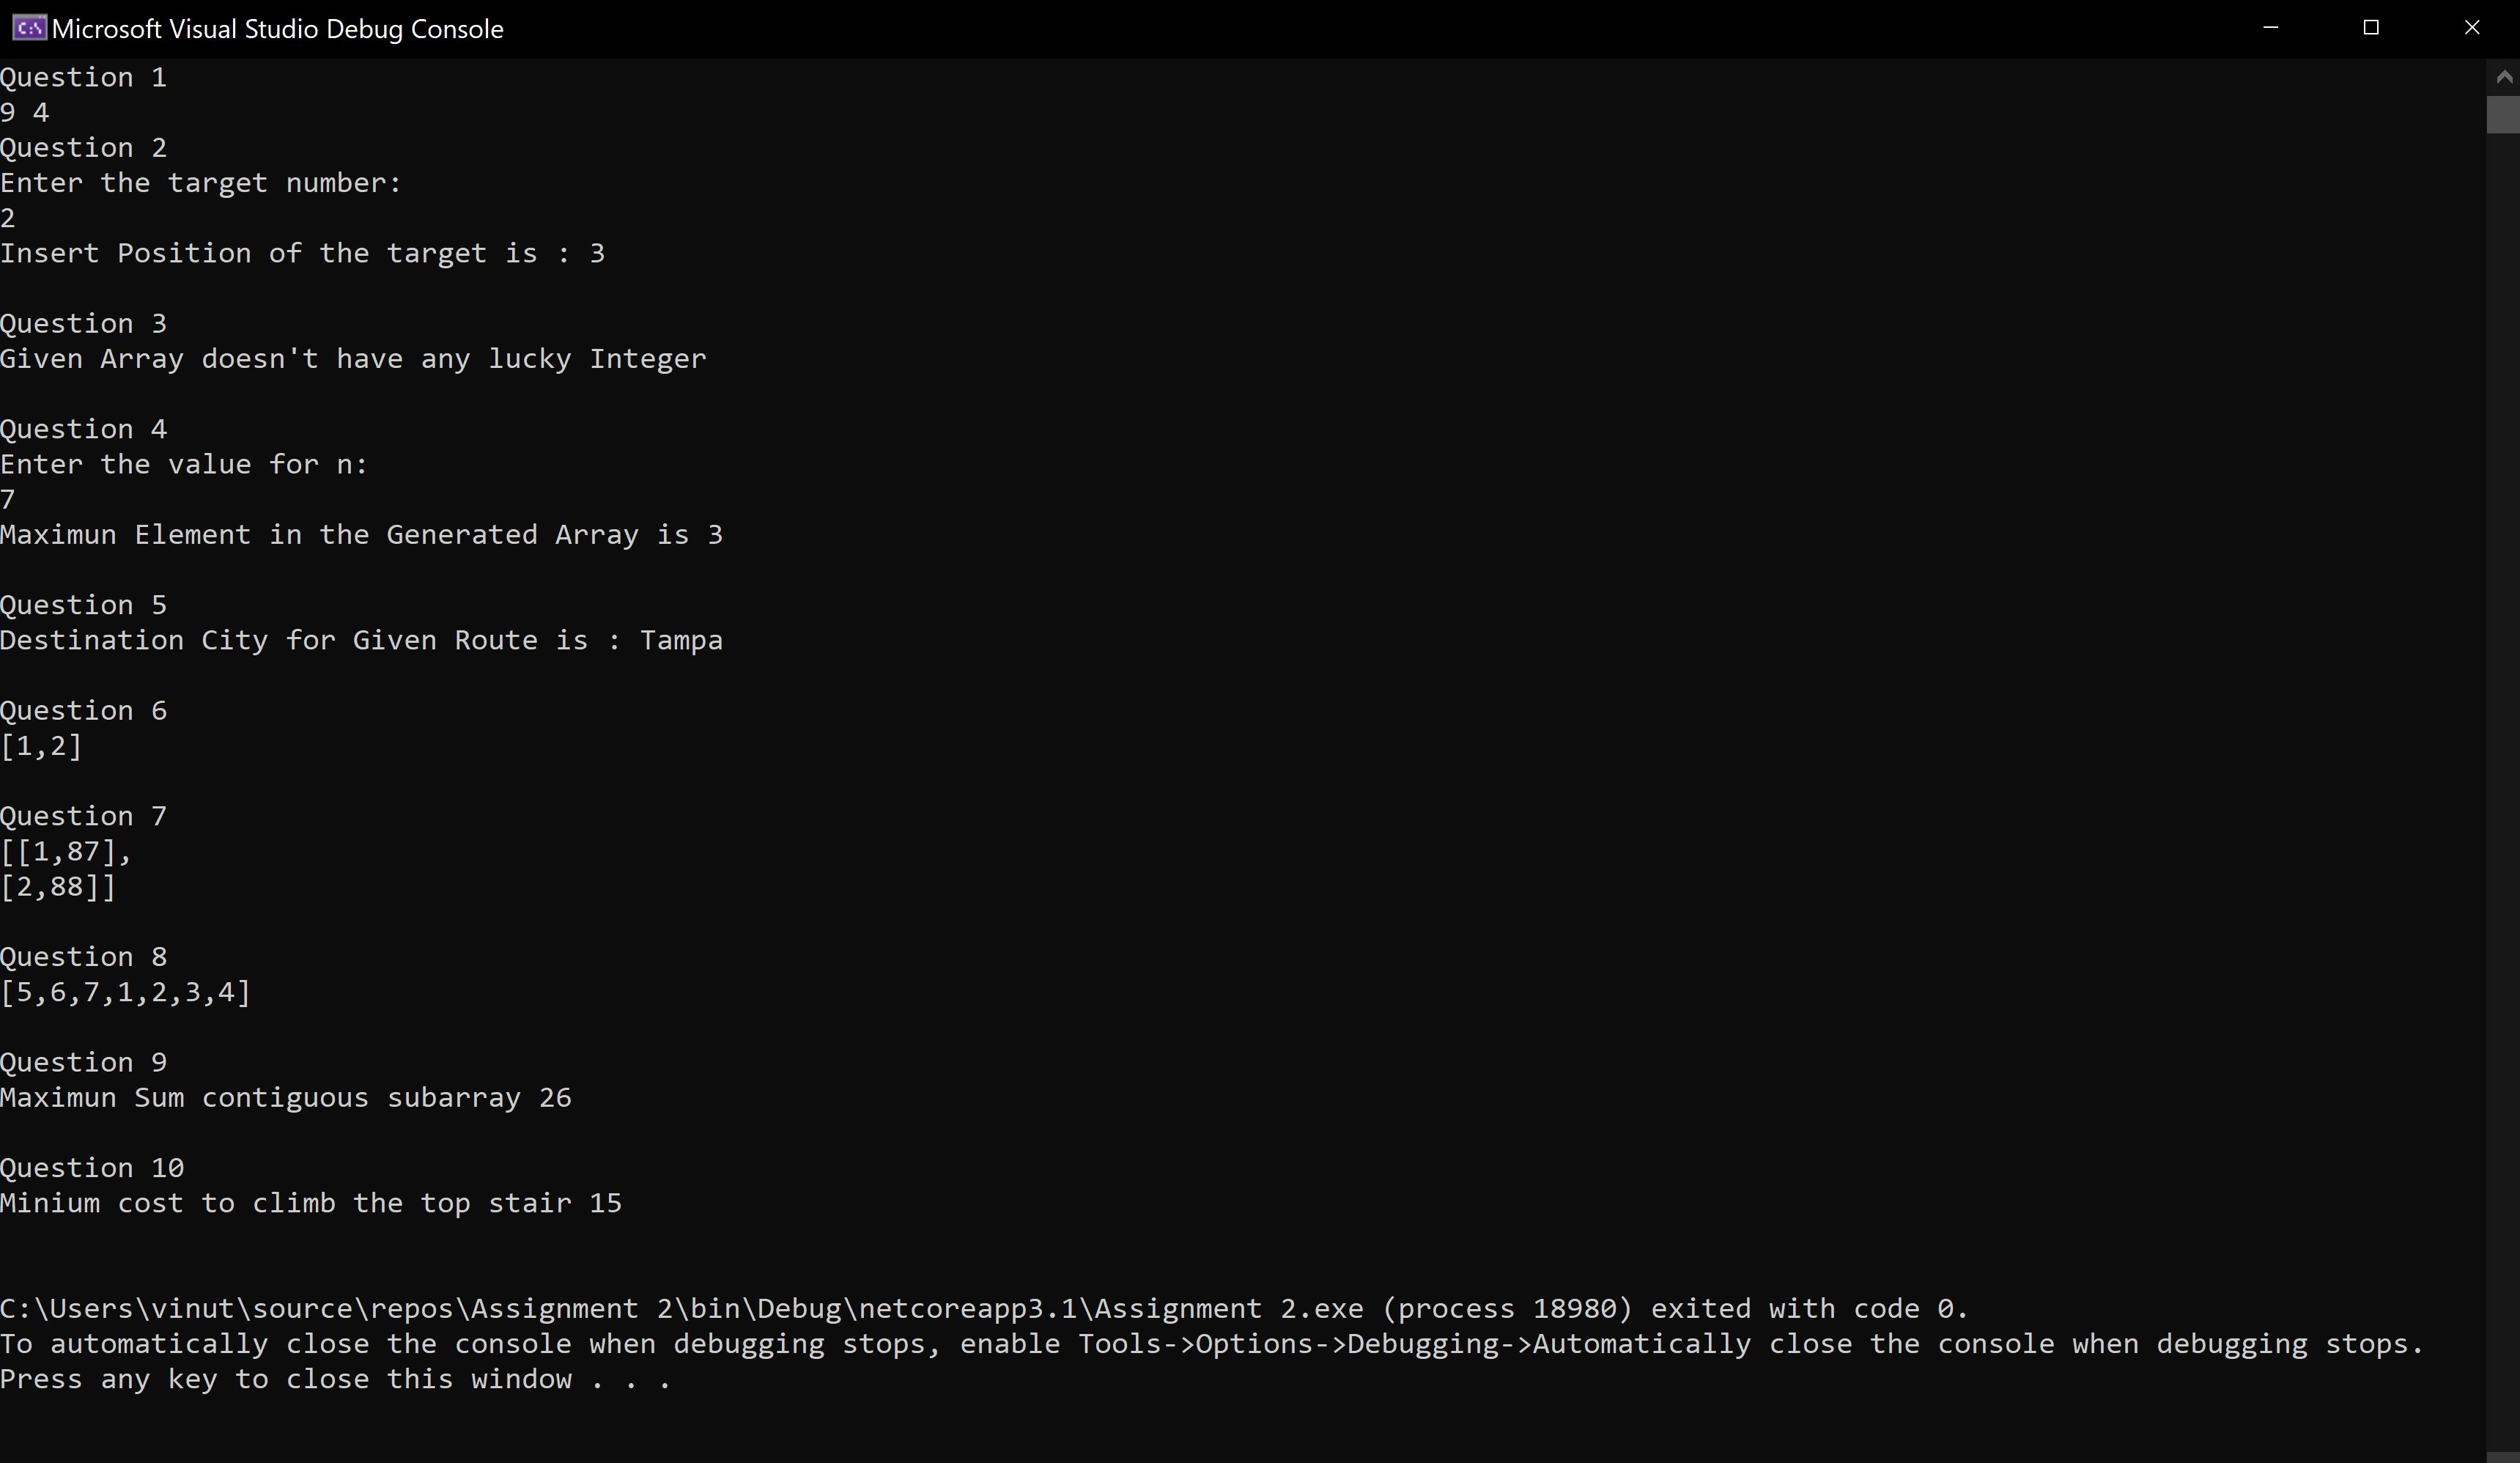 Microsoft Visual Studio Debug Console
Question 1
9 4
Question 2
Enter the target number:
2
Insert Position of the target is : 3
Question 3
Given Array doesn't have any lucky Integer
Question 4
Enter the value for n:
7
Maximun Element in the Generated Array is 3
Question 5
Destination City for Given Route is : Tampa
Question 6
[1,2]
Question 7
[[1,87],
[2,88]]
Question 8
[5,6,7,1,2,3,4]
Question 9
Maximun Sum contiguous subarray 26
Question 10
Minium cost to climb the top stair 15
C:\Users\vinut\source\repos\Assignment 2\bin\Debug\netcoreapp3.1\Assignment 2.exe (process 18980) exited with code 0.
To automatically close the console when debugging stops, enable Tools->Options->Debugging->Automatically close the console when debugging stops.
Press any key to close this window . . .